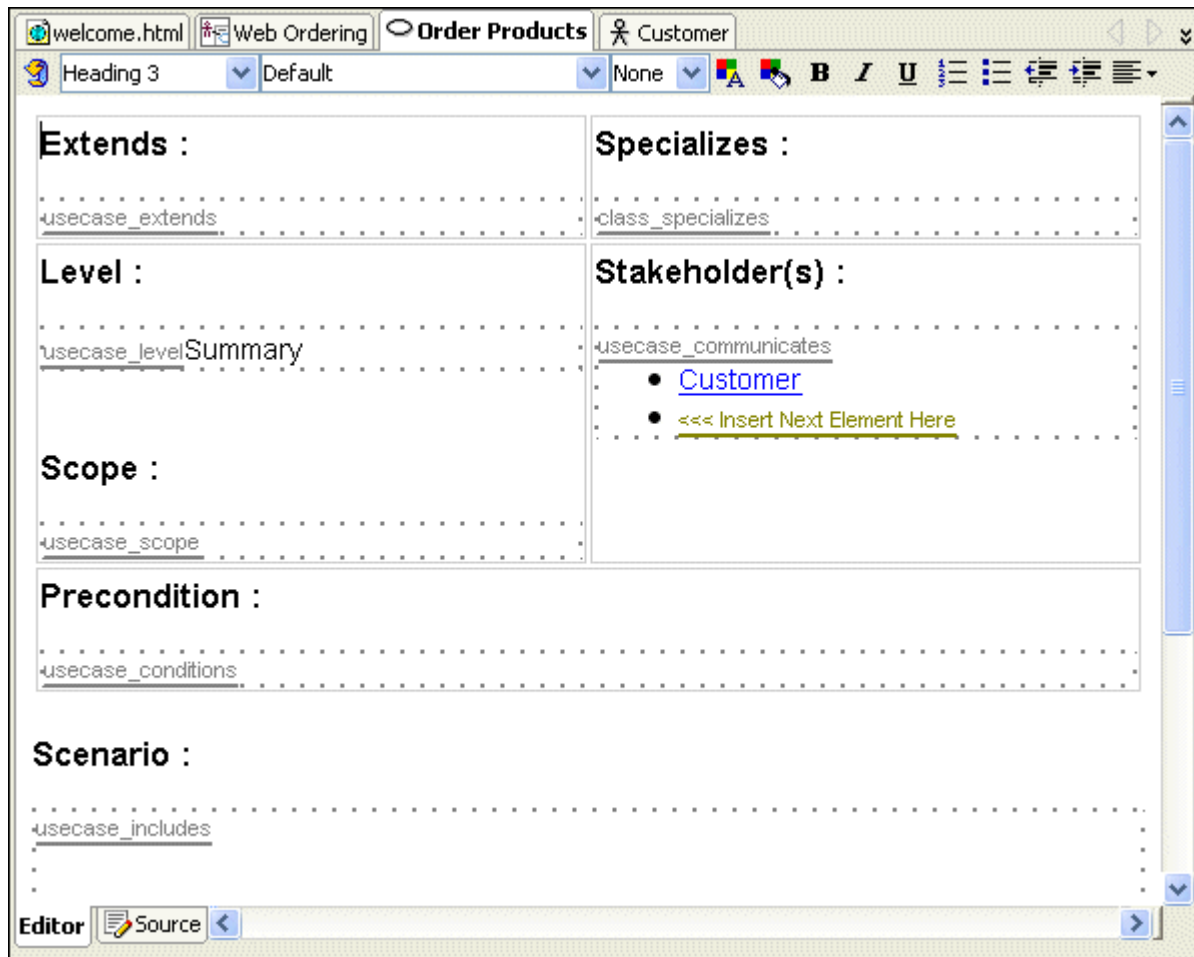 welcome.html Web Ordering Order Products Customer
Heading 3 Default None A B I U
Extends :
usecase_extends
Specializes :
class_specializes
Level :
usecase_levelSummary
Scope :
usecase_scope
Stakeholder(s) :
usecase_communicates
• Customer
• <<< Insert Next Element Here
Precondition :
usecase_conditions
Scenario :
usecase_includes
Editor Source